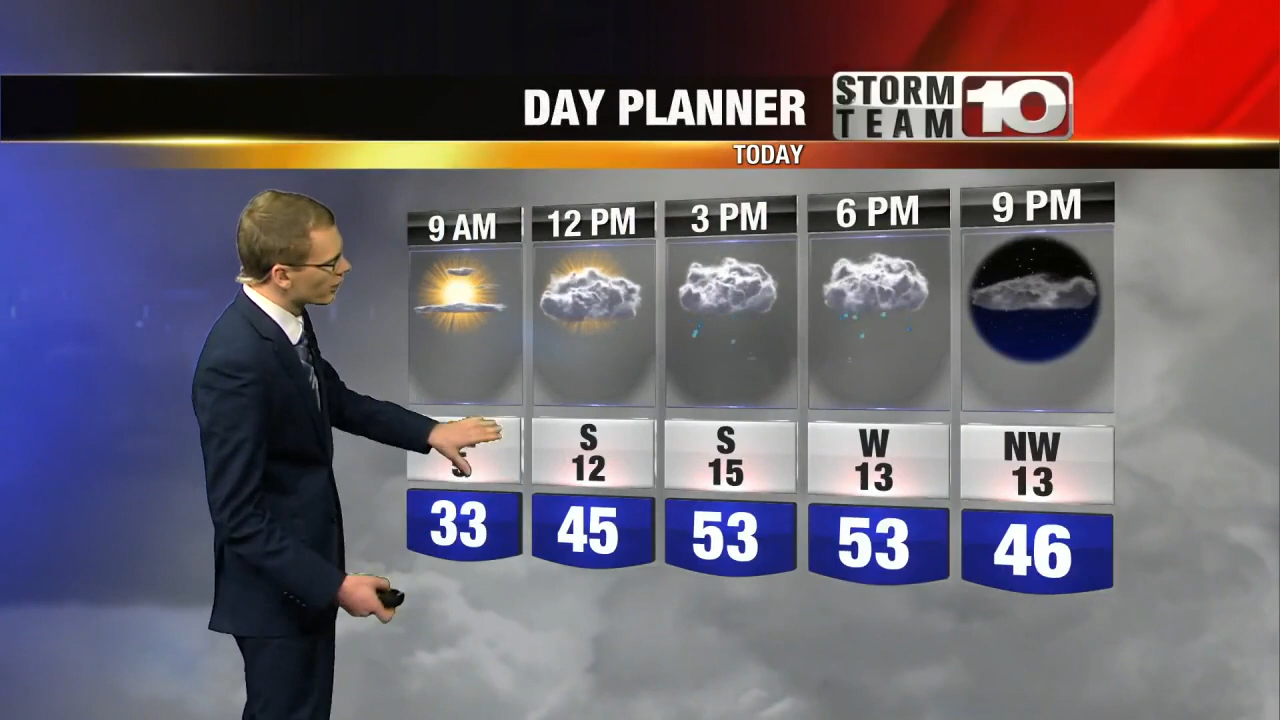 DAY PLANNER
STORM TEAM 10
TODAY
9 AM 12 PM 3 PM 6 PM 9 PM
S S W NW
12 15 13 13
33 45 53 53 46